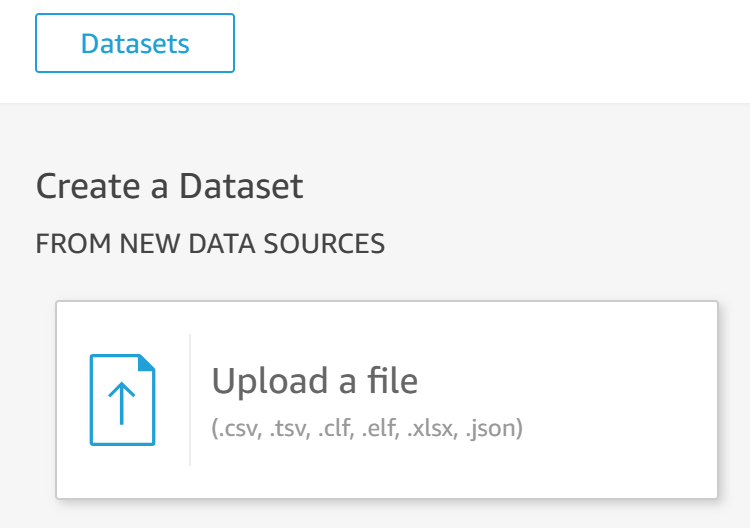 Datasets
Create a Dataset
FROM NEW DATA SOURCES
Upload a file
(.csv, .tsv, .clf, .elf, .xlsx, .json)